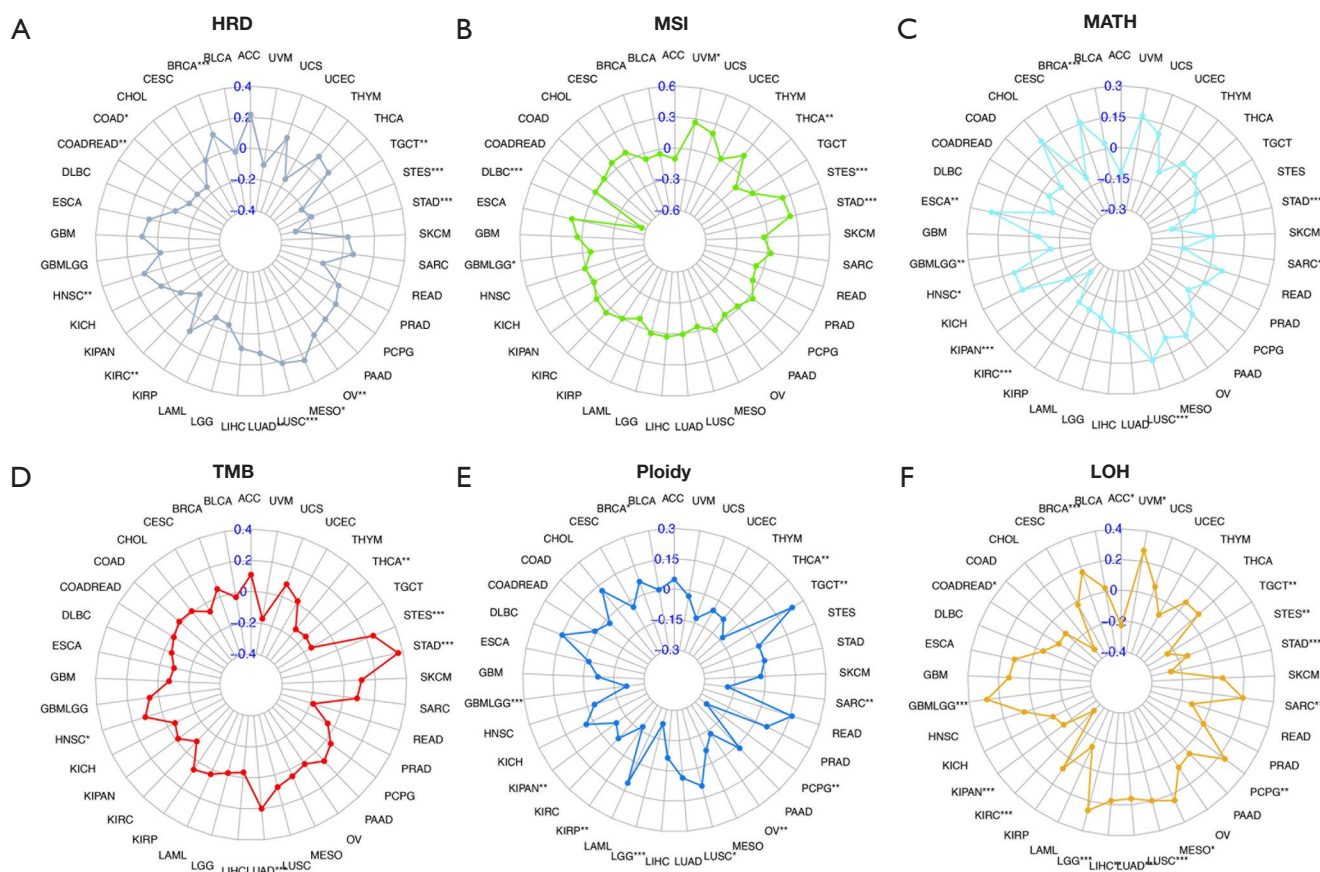 A
HRD
ACC
BLCA
BRCA***
CESC
CHOL
COAD*
COADREAD**
DLBC
ESCA
GBM
GBMLGG
HNSC**
KICH
KIPAN
KIRC**
KIRP
LAML
LGG
LIHC
LUAD
LUSC***
MESO*
OV**
PAAD
PCPG
PRAD
READ
SARC
SKCM
STAD***
STES***
TGCT**
THCA
THYM
UCEC
UCS
UVM
0.4
0.2
0
−0.2
−0.4
B
MSI
ACC
BLCA
BRCA
CESC
CHOL
COAD
COADREAD
DLBC***
ESCA
GBM
GBMLGG*
HNSC
KICH
KIPAN
KIRC
KIRP
LAML
LGG
LIHC
LUAD
LUSC
MESO
OV
PAAD
PCPG
PRAD
READ
SARC
SKCM
STAD***
STES***
TGCT
THCA**
THYM
UCEC
UCS
UVM*
0.6
0.3
0
−0.3
−0.6
C
MATH
ACC
BLCA
BRCA***
CESC
CHOL
COAD
COADREAD
DLBC
ESCA**
GBM
GBMLGG**
HNSC*
KICH
KIPAN***
KIRC***
KIRP
LAML
LGG
LIHC
LUAD
LUSC***
MESO
OV
PAAD
PCPG
PRAD
READ
SARC*
SKCM
STAD***
STES
TGCT
THCA
THYM
UCEC
UCS
UVM
0.3
0.15
0
−0.15
−0.3
D
TMB
ACC
BLCA
BRCA
CESC
CHOL
COAD
COADREAD
DLBC
ESCA
GBM
GBMLGG
HNSC*
KICH
KIPAN
KIRC
KIRP
LAML
LGG
LIHC
LUAD
LUSC
MESO
OV
PAAD
PCPG
PRAD
READ
SARC
SKCM
STAD***
STES***
TGCT
THCA**
THYM
UCEC
UCS
UVM
0.4
0.2
0
−0.2
−0.4
E
Ploidy
ACC
BLCA
BRCA*
CESC
CHOL
COAD
COADREAD
DLBC
ESCA
GBM
GBMLGG***
HNSC
KICH
KIPAN**
KIRC
KIRP**
LAML
LGG***
LIHC
LUAD
LUSC*
MESO
OV**
PAAD
PCPG**
PRAD
READ
SARC**
SKCM
STAD
STES
TGCT**
THCA**
THYM
UCEC
UCS
UVM
0.3
0.15
0
−0.15
−0.3
F
LOH
ACC*
BLCA
BRCA***
CESC
CHOL
COAD
COADREAD*
DLBC
ESCA
GBM
GBMLGG***
HNSC
KICH
KIPAN***
KIRC***
KIRP
LAML
LGG***
LIHC
LUAD
LUSC***
MESO*
OV
PAAD
PCPG**
PRAD
READ
SARC**
SKCM
STAD***
STES**
TGCT**
THCA
THYM
UCEC
UCS
UVM*
0.4
0.2
0
−0.2
−0.4